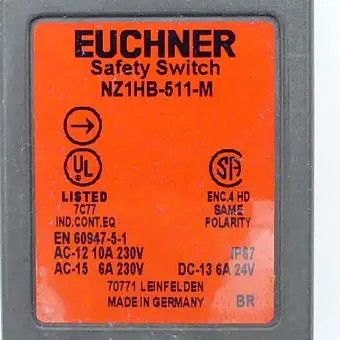 EUCHNER
Safety Switch
NZ1HB-511-M
UL
SA
LISTED
7C77
IND.CONT.EQ
ENC.4 HD
SAME
POLARITY
EN 60947-5-1
AC-12 10A 230V IP67
AC-15 6A 230V DC-13 6A 24V
70771 LEINFELDEN
MADE IN GERMANY BR